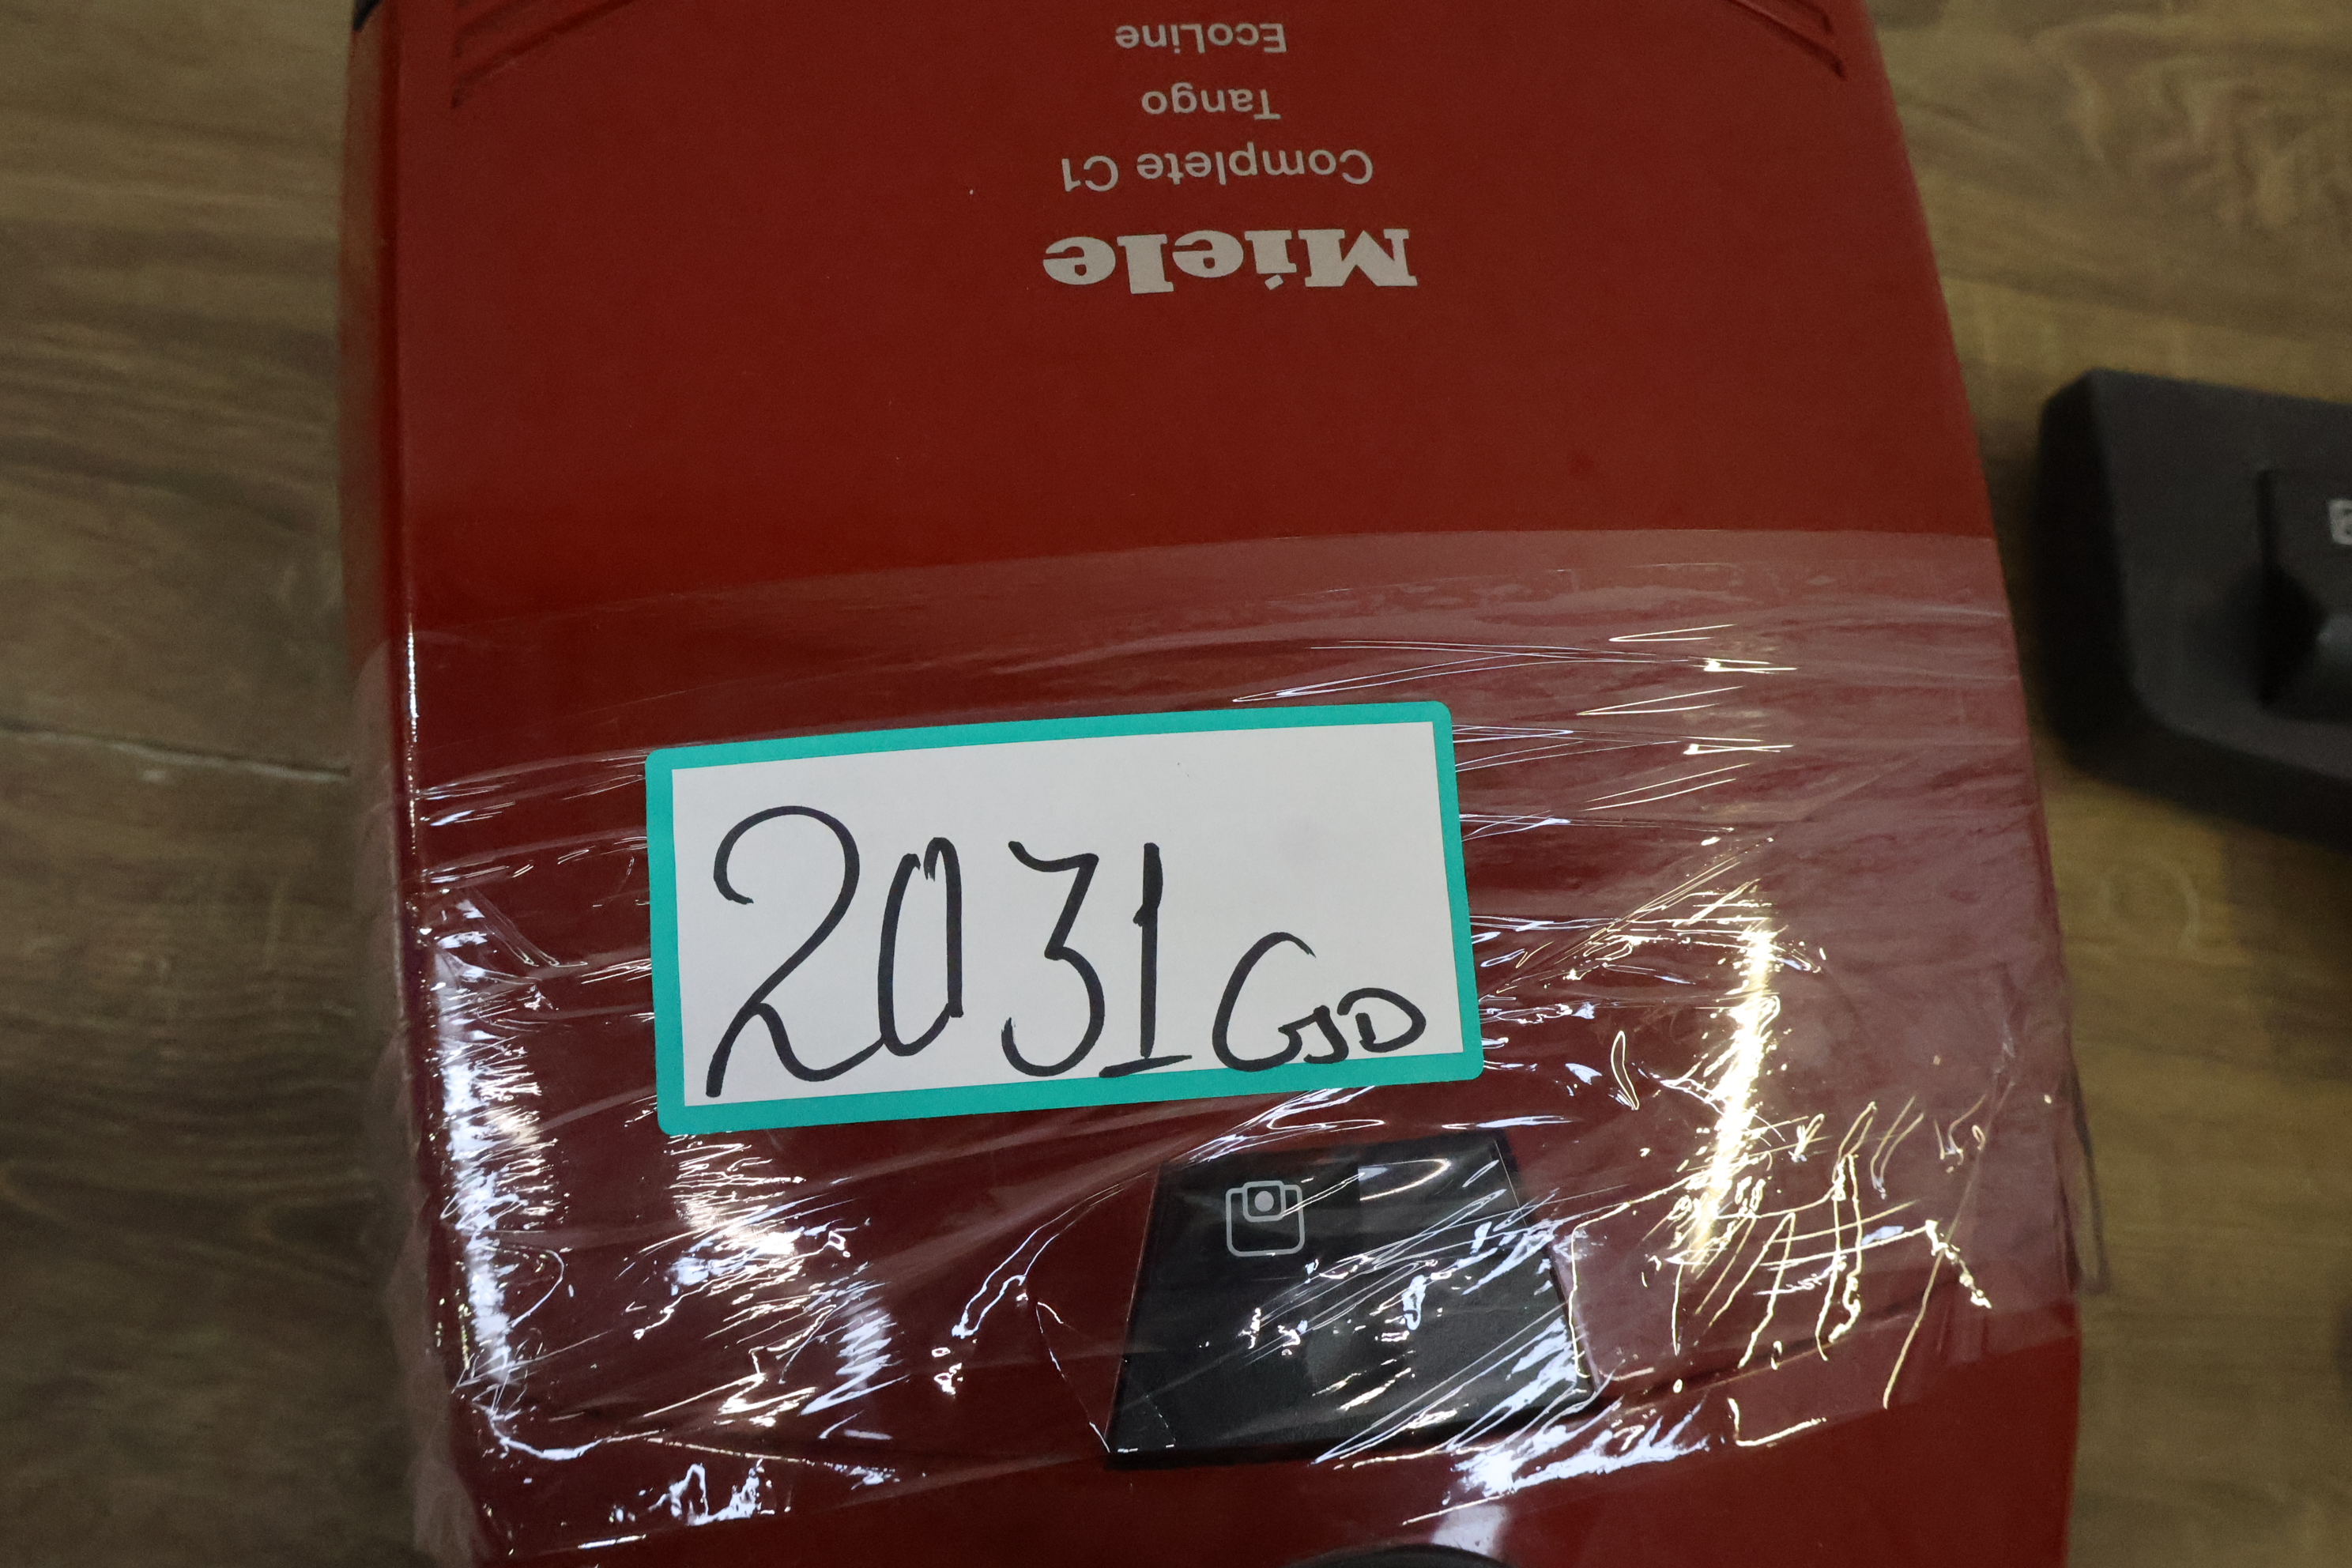 Miele
Complete C1
Tango
EcoLine
2031 GJD